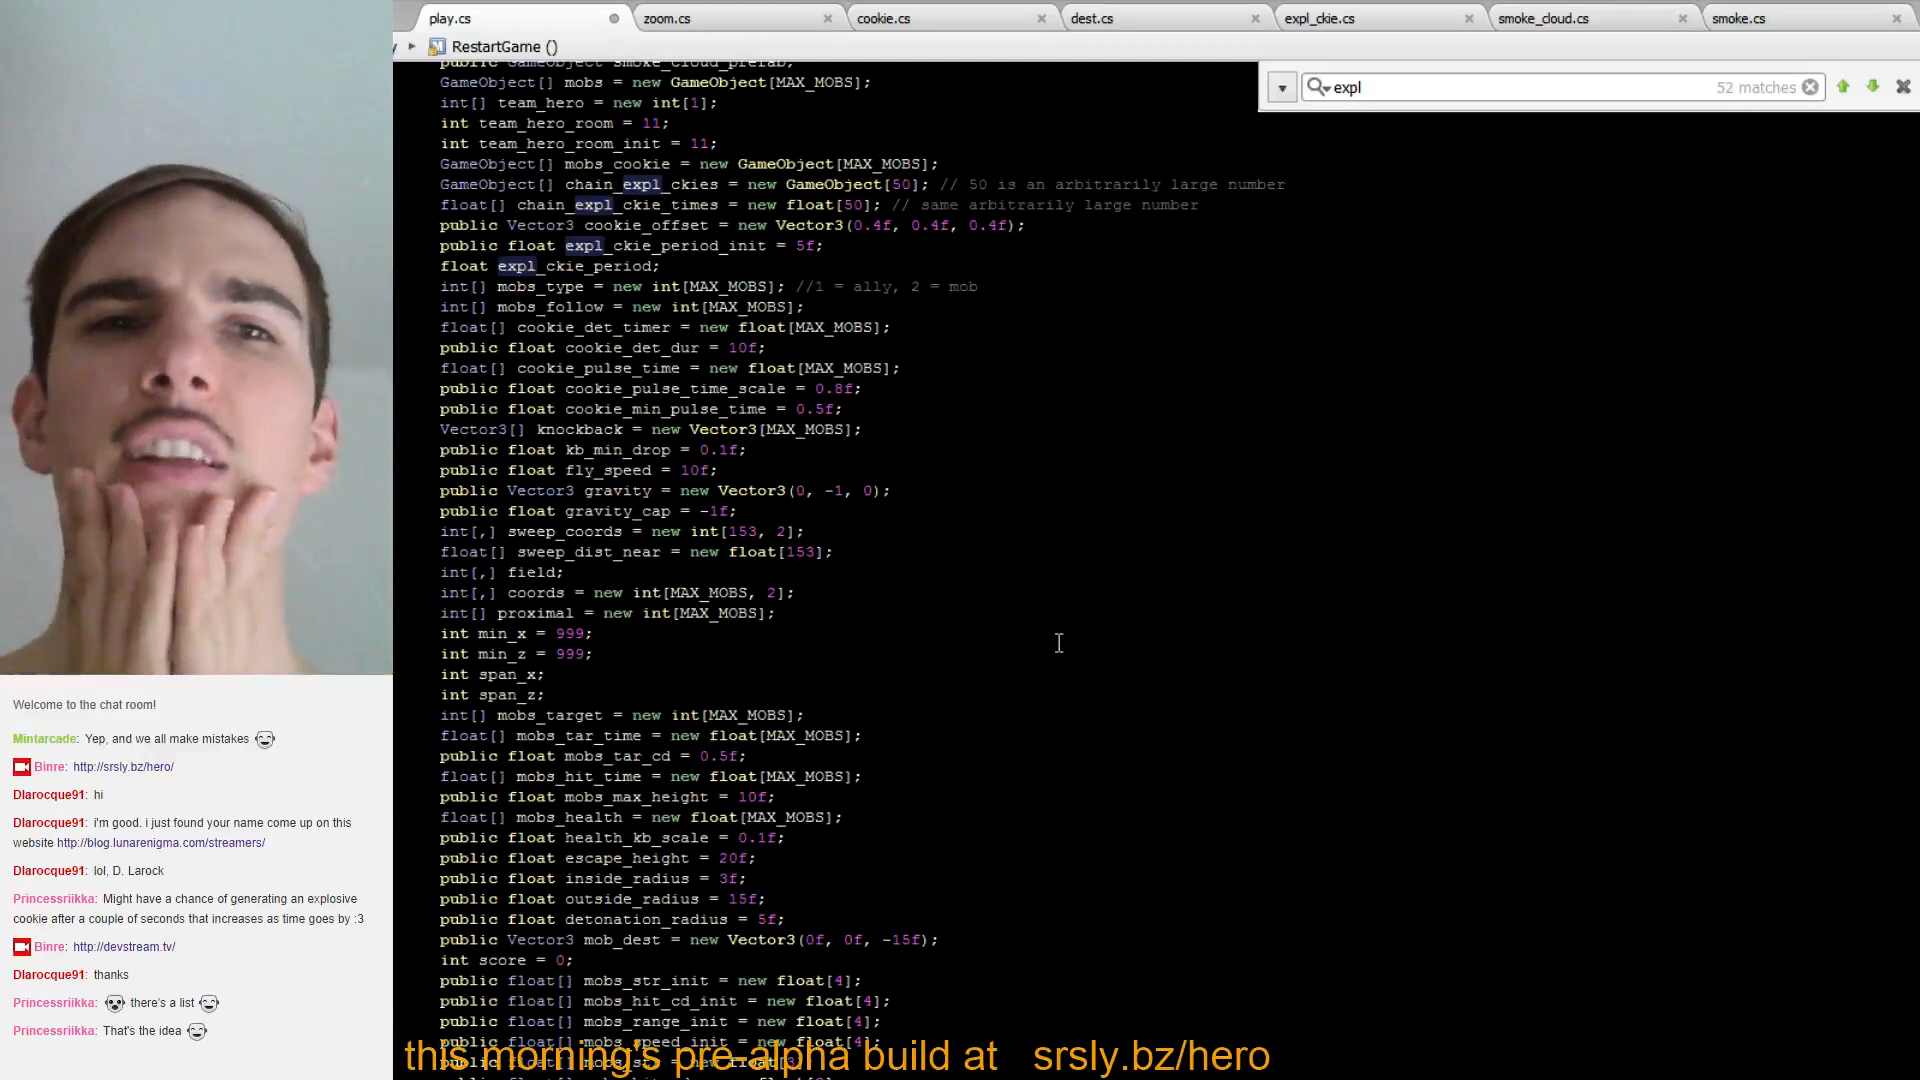 play.cs
zoom.cs
cookie.cs
dest.cs
expl_ckie.cs
smoke_cloud.cs
smoke.cs
RestartGame ()
expl
52 matches
public GameObject smoke_cloud_prefab;
GameObject[] mobs = new GameObject[MAX_MOBS];
int[] team_hero = new int[1];
int team_hero_room = 11;
int team_hero_room_init = 11;
GameObject[] mobs_cookie = new GameObject[MAX_MOBS];
GameObject[] chain_expl_ckies = new GameObject[50]; // 50 is an arbitrarily large number
float[] chain_expl_ckie_times = new float[50]; // same arbitrarily large number
public Vector3 cookie_offset = new Vector3(0.4f, 0.4f, 0.4f);
public float expl_ckie_period_init = 5f;
float expl_ckie_period;
int[] mobs_type = new int[MAX_MOBS]; //1 = ally, 2 = mob
int[] mobs_follow = new int[MAX_MOBS];
float[] cookie_det_timer = new float[MAX_MOBS];
public float cookie_det_dur = 10f;
float[] cookie_pulse_time = new float[MAX_MOBS];
public float cookie_pulse_time_scale = 0.8f;
public float cookie_min_pulse_time = 0.5f;
Vector3[] knockback = new Vector3[MAX_MOBS];
public float kb_min_drop = 0.1f;
public float fly_speed = 10f;
public Vector3 gravity = new Vector3(0, -1, 0);
public float gravity_cap = -1f;
int[,] sweep_coords = new int[153, 2];
float[] sweep_dist_near = new float[153];
int[,] field;
int[,] coords = new int[MAX_MOBS, 2];
int[] proximal = new int[MAX_MOBS];
int min_x = 999;
int min_z = 999;
int span_x;
int span_z;
int[] mobs_target = new int[MAX_MOBS];
float[] mobs_tar_time = new float[MAX_MOBS];
public float mobs_tar_cd = 0.5f;
float[] mobs_hit_time = new float[MAX_MOBS];
public float mobs_max_height = 10f;
float[] mobs_health = new float[MAX_MOBS];
public float health_kb_scale = 0.1f;
public float escape_height = 20f;
public float inside_radius = 3f;
public float outside_radius = 15f;
public float detonation_radius = 5f;
public Vector3 mob_dest = new Vector3(0f, 0f, -15f);
int score = 0;
public float[] mobs_str_init = new float[4];
public float[] mobs_hit_cd_init = new float[4];
public float[] mobs_range_init = new float[4];
public float[] mobs_speed_init = new float[4];
Welcome to the chat room!
Mintarcade: Yep, and we all make mistakes
Binre: http://srsly.bz/hero/
Dlarocque91: hi
Dlarocque91: i'm good. i just found your name come up on this
website http://blog.lunarenigma.com/streamers/
Dlarocque91: lol, D. Larock
Princessriikka: Might have a chance of generating an explosive
cookie after a couple of seconds that increases as time goes by :3
Binre: http://devstream.tv/
Dlarocque91: thanks
Princessriikka: there's a list
Princessriikka: That's the idea
this morning's pre-alpha build at srsly.bz/hero